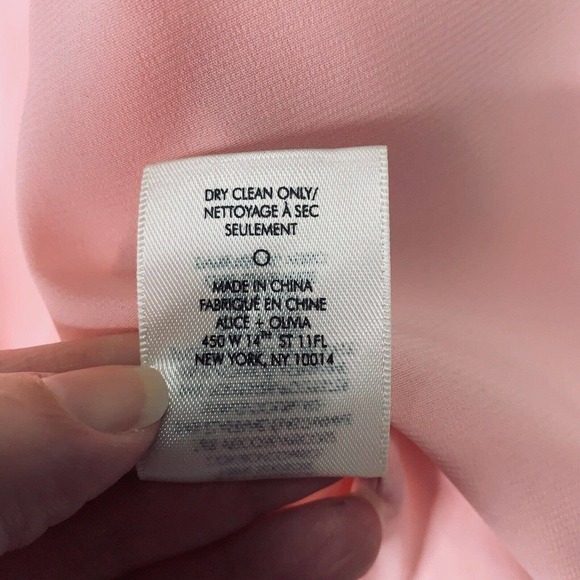 DRY CLEAN ONLY/
NETTOYAGE À SEC
SEULEMENT
MADE IN CHINA
FABRIQUÉ EN CHINE
ALICE + OLIVIA
450 W 14TH ST 11FL
NEW YORK, NY 10014